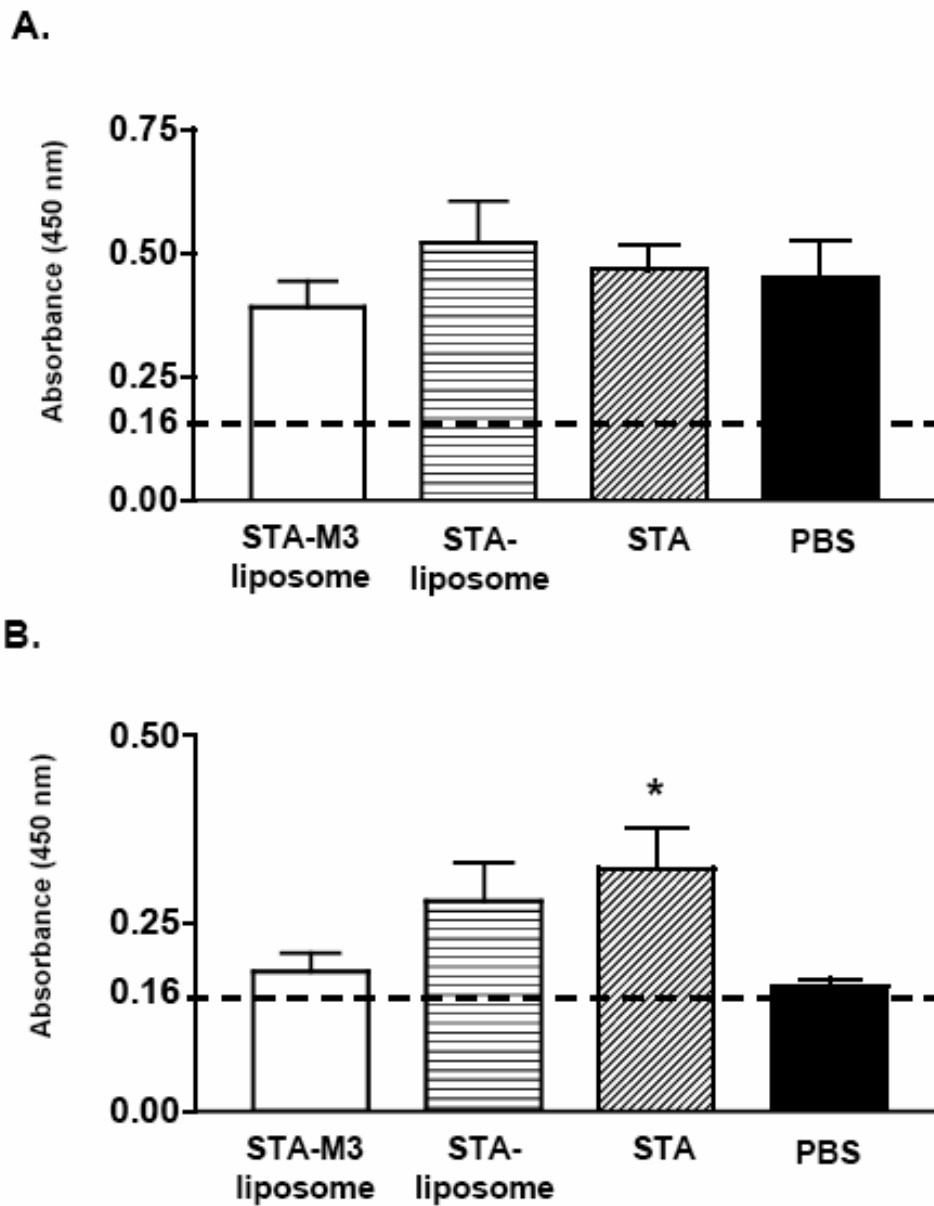 A.
Absorbance (450 nm)
0.75
0.50
0.25
0.16
0.00
STA-M3
liposome
STA-
liposome
STA
PBS
B.
Absorbance (450 nm)
0.50
0.25
0.16
0.00
*
STA-M3
liposome
STA-
liposome
STA
PBS